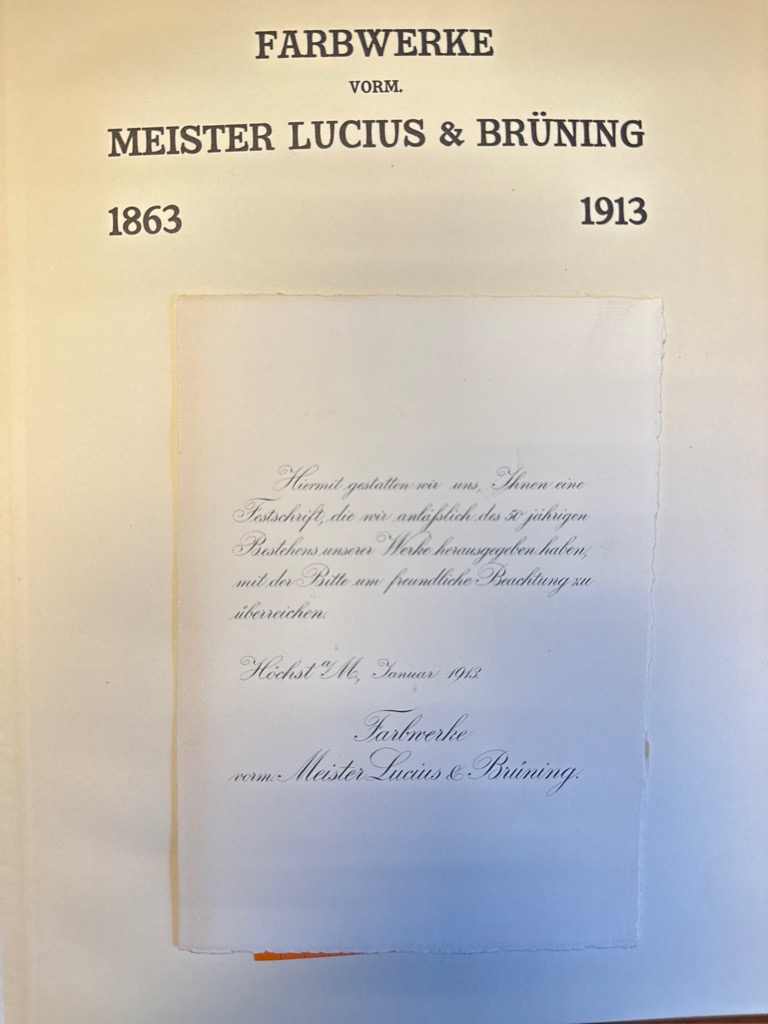 FARBWERKE
VORM.
MEISTER LUCIUS & BRÜNING
1863 1913
Hiermit gestatten wir uns, Ihnen eine
Festschrift, die wir anläßlich des 50 jährigen
Bestehens unserer Werke herausgegeben haben,
mit der Bitte um freundliche Beachtung zu
überreichen.
Höchst a/M., Januar 1913.
Farbwerke
vorm. Meister Lucius & Brüning.